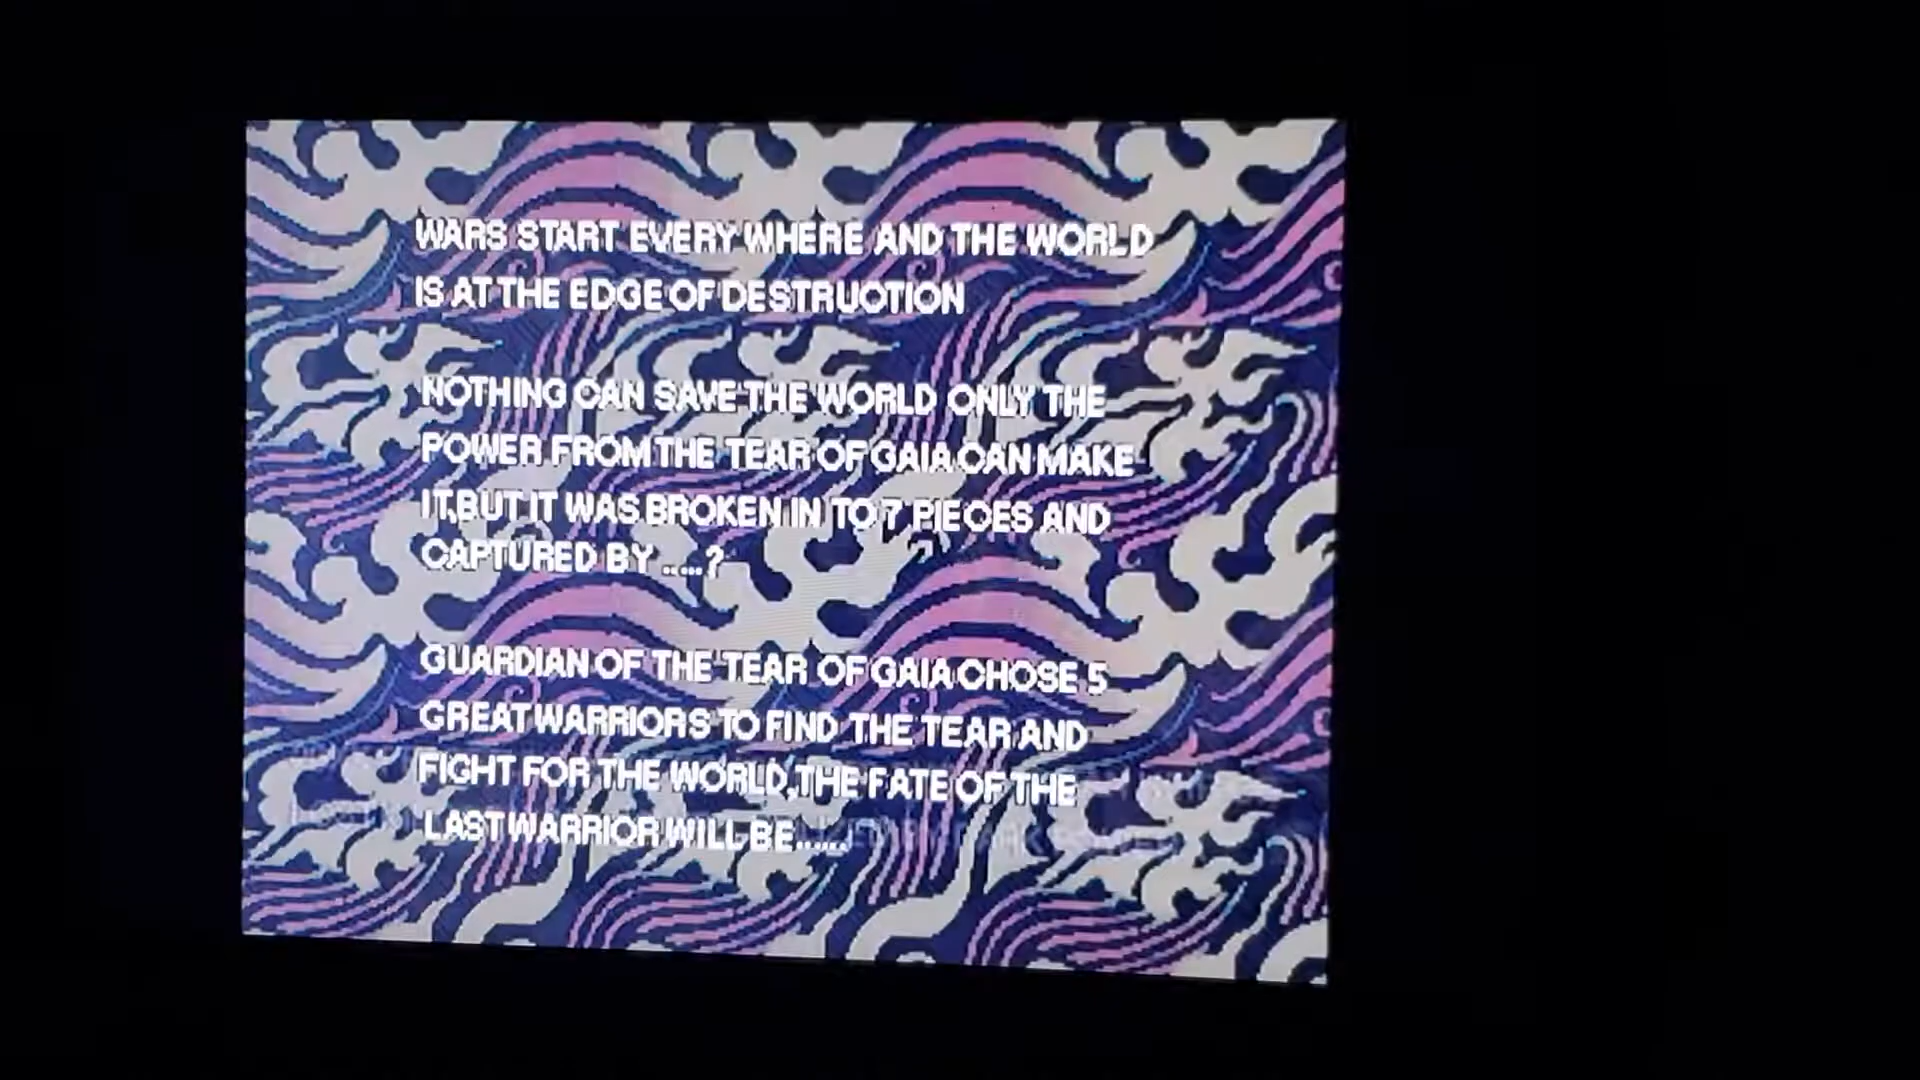 WARS START EVERYWHERE AND THE WORLD
IS AT THE EDGE OF DESTRUCTION
NOTHING CAN SAVE THE WORLD ONLY THE
POWER FROM THE TEAR OF GAIA CAN MAKE
IT,BUT IT WAS BROKEN IN TO 7 PIECES AND
CAPTURED BY .....?
GUARDIAN OF THE TEAR OF GAIA CHOSE 5
GREAT WARRIORS TO FIND THE TEAR AND
FIGHT FOR THE WORLD,THE FATE OF THE
LAST WARRIOR WILL BE......